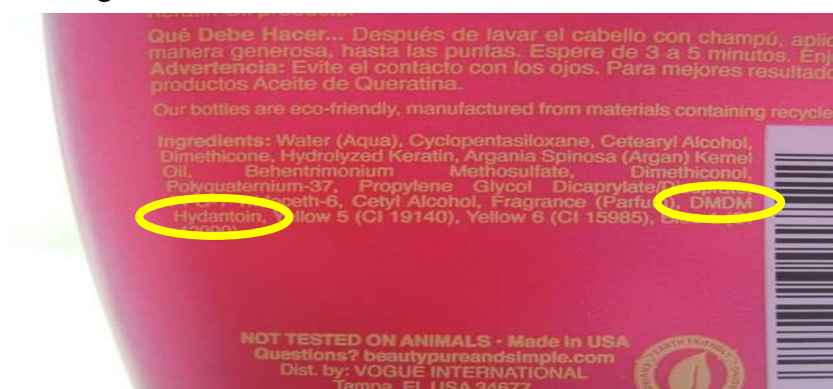 Keratin Oil products.
Qué Debe Hacer... Después de lavar el cabello con champú,
manera generosa, hasta las puntas. Espere de 3 a 5 minutos.
Advertencia: Evite el contacto con los ojos. Para mejores
productos Aceite de Queratina.
Our bottles are eco-friendly, manufactured from materials containing
Ingredients: Water (Aqua), Cyclopentasiloxane, Cetearyl Alcohol,
Dimethicone, Hydrolyzed Keratin, Argania Spinosa (Argan) Kernel
Oil, Behentrimonium Methosulfate, Dimethiconol,
Polyquaternium-37, Propylene Glycol
Cetyl Alcohol, Fragrance (Parfum), DMDM
Hydantoin, Yellow 5 (CI 19140), Yellow 6 (CI 15985),
NOT TESTED ON ANIMALS • Made in USA
Questions? beautypureandsimple.com
Dist. by: VOGUE INTERNATIONAL
Tampa, FL USA 34677
EARTH FRIENDLY